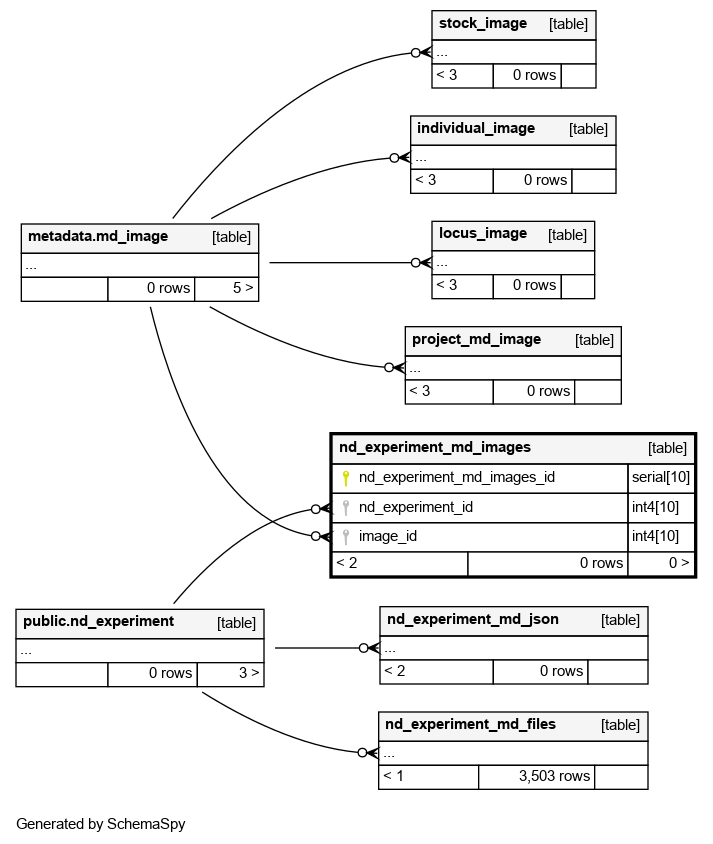 stock_image [table]
...
< 3 0 rows
individual_image [table]
...
< 3 0 rows
metadata.md_image [table]
...
0 rows 5 >
locus_image [table]
...
< 3 0 rows
project_md_image [table]
...
< 3 0 rows
nd_experiment_md_images [table]
nd_experiment_md_images_id serial[10]
nd_experiment_id int4[10]
image_id int4[10]
< 2 0 rows 0 >
public.nd_experiment [table]
...
0 rows 3 >
nd_experiment_md_json [table]
...
< 2 0 rows
nd_experiment_md_files [table]
...
< 1 3,503 rows
Generated by SchemaSpy